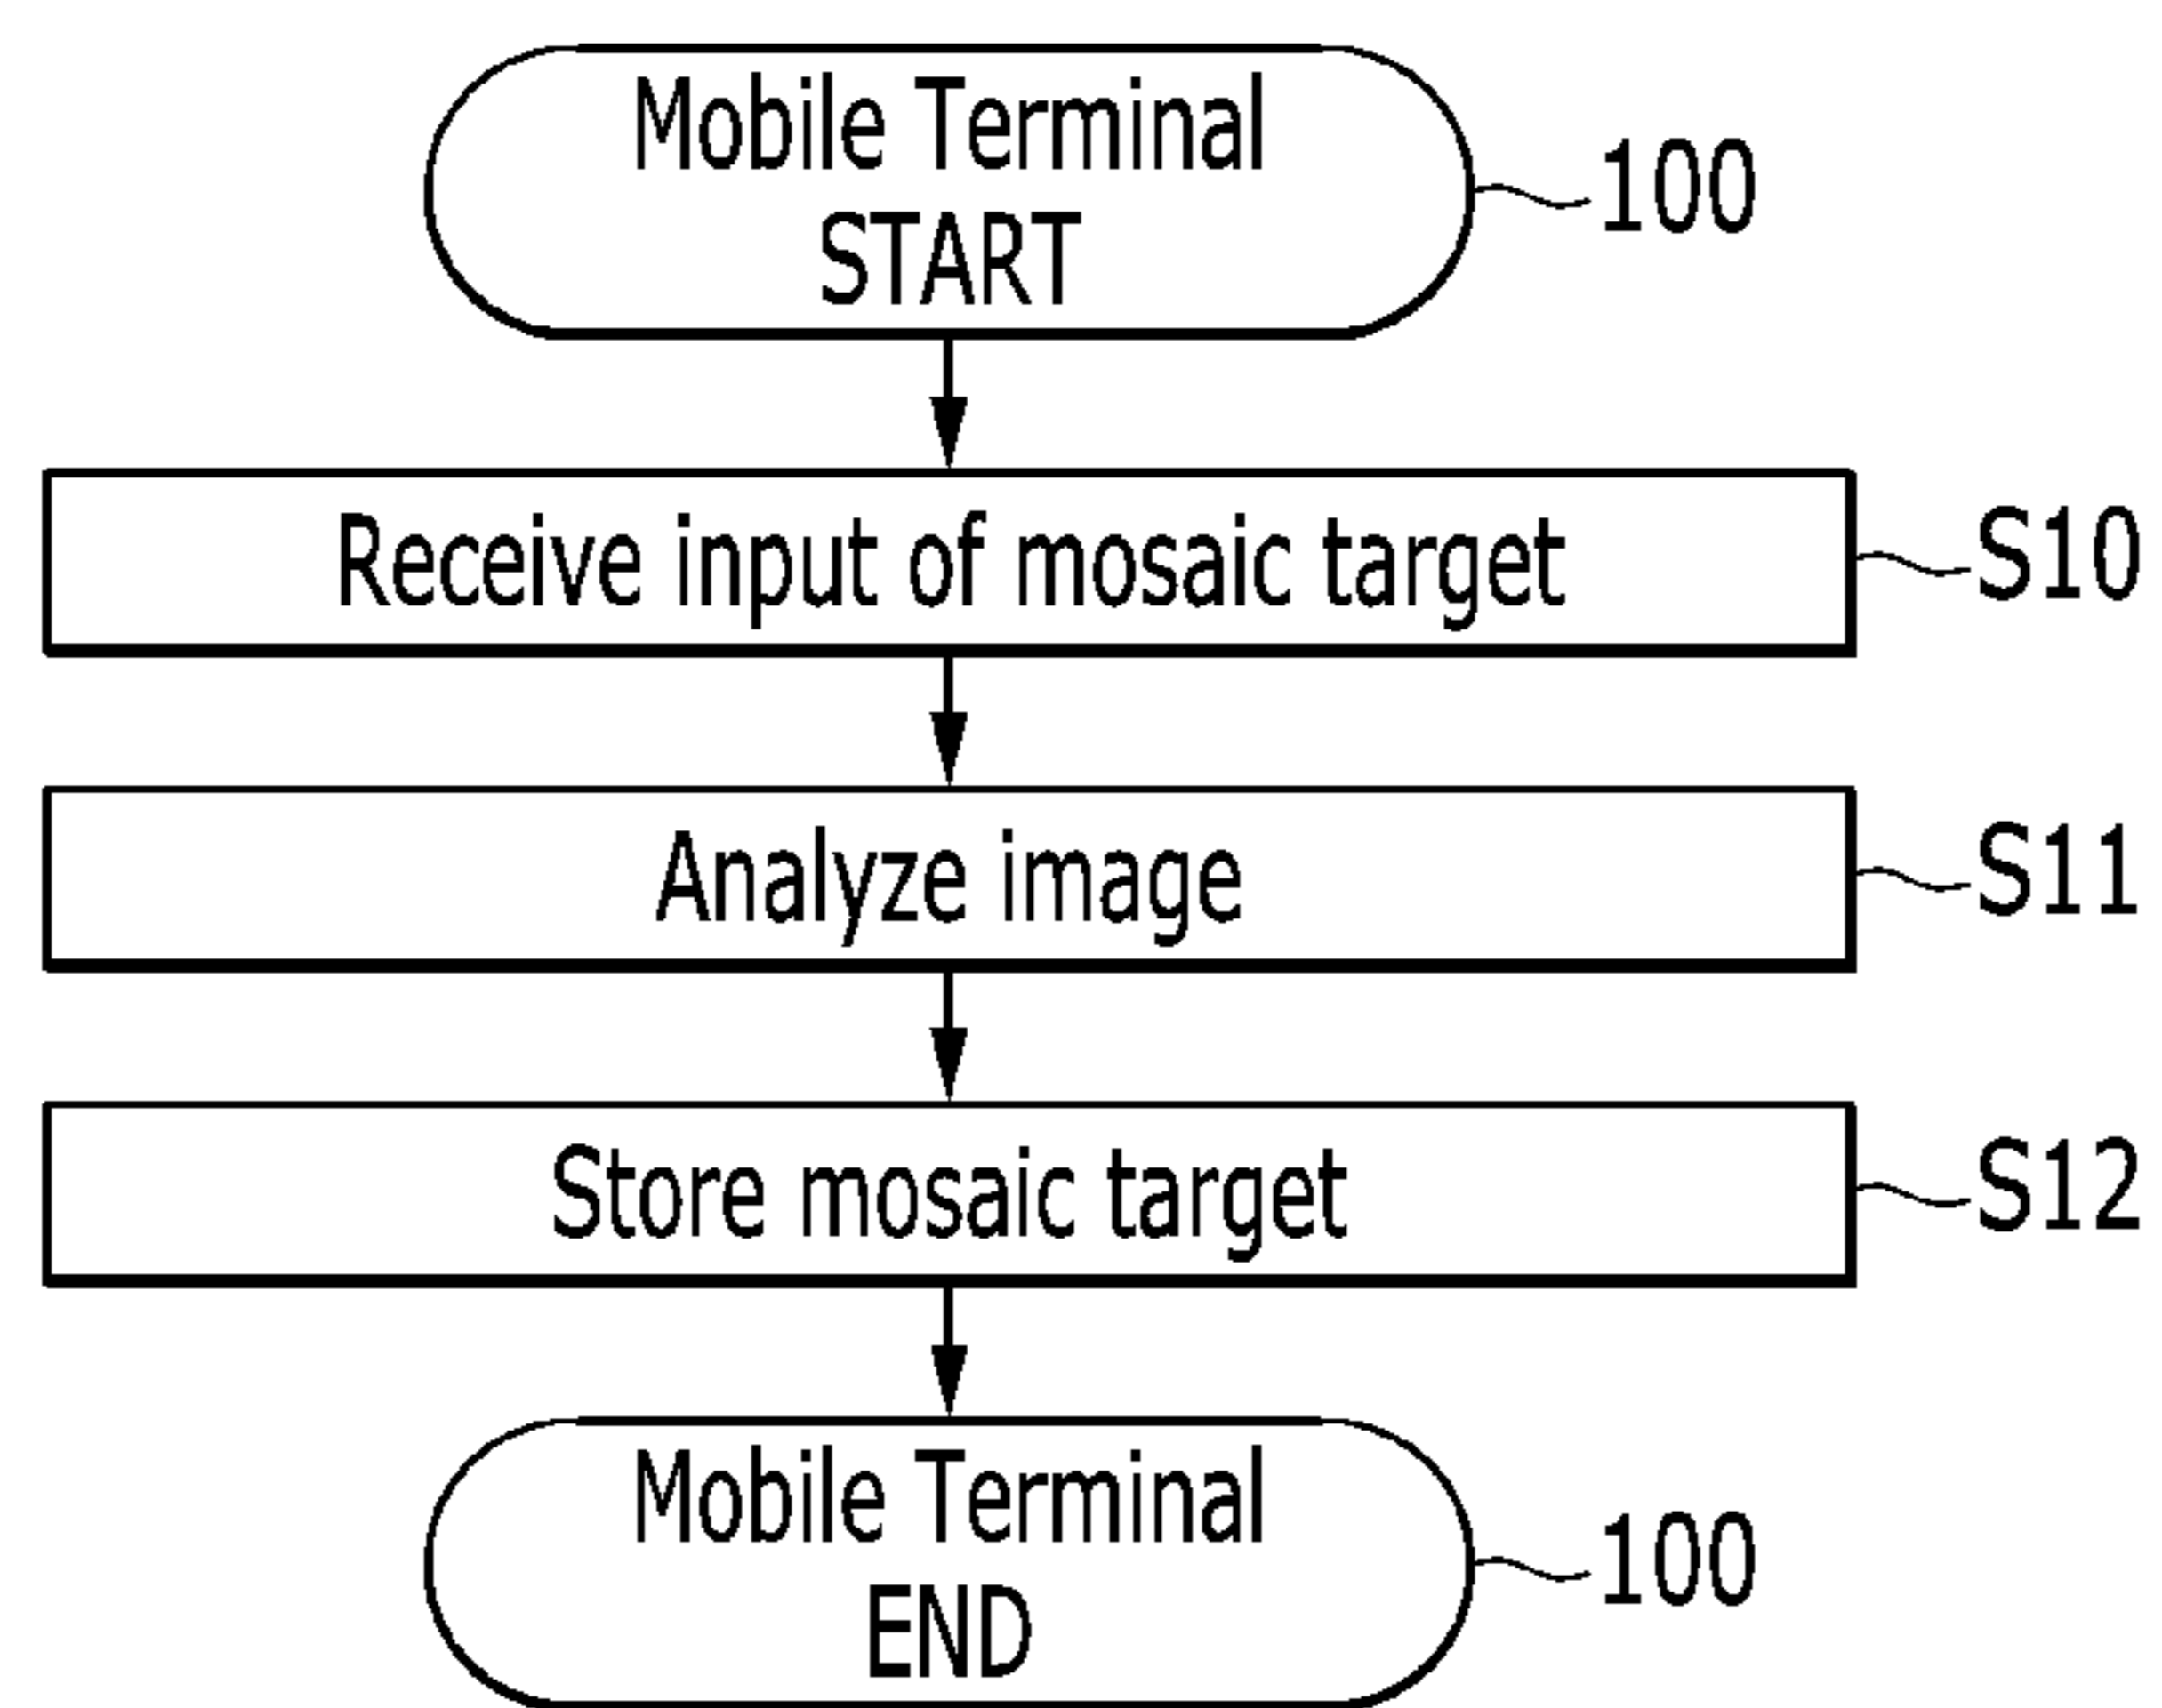 Mobile Terminal
START
100
Receive input of mosaic target
S10
Analyze image
S11
Store mosaic target
S12
Mobile Terminal
END
100